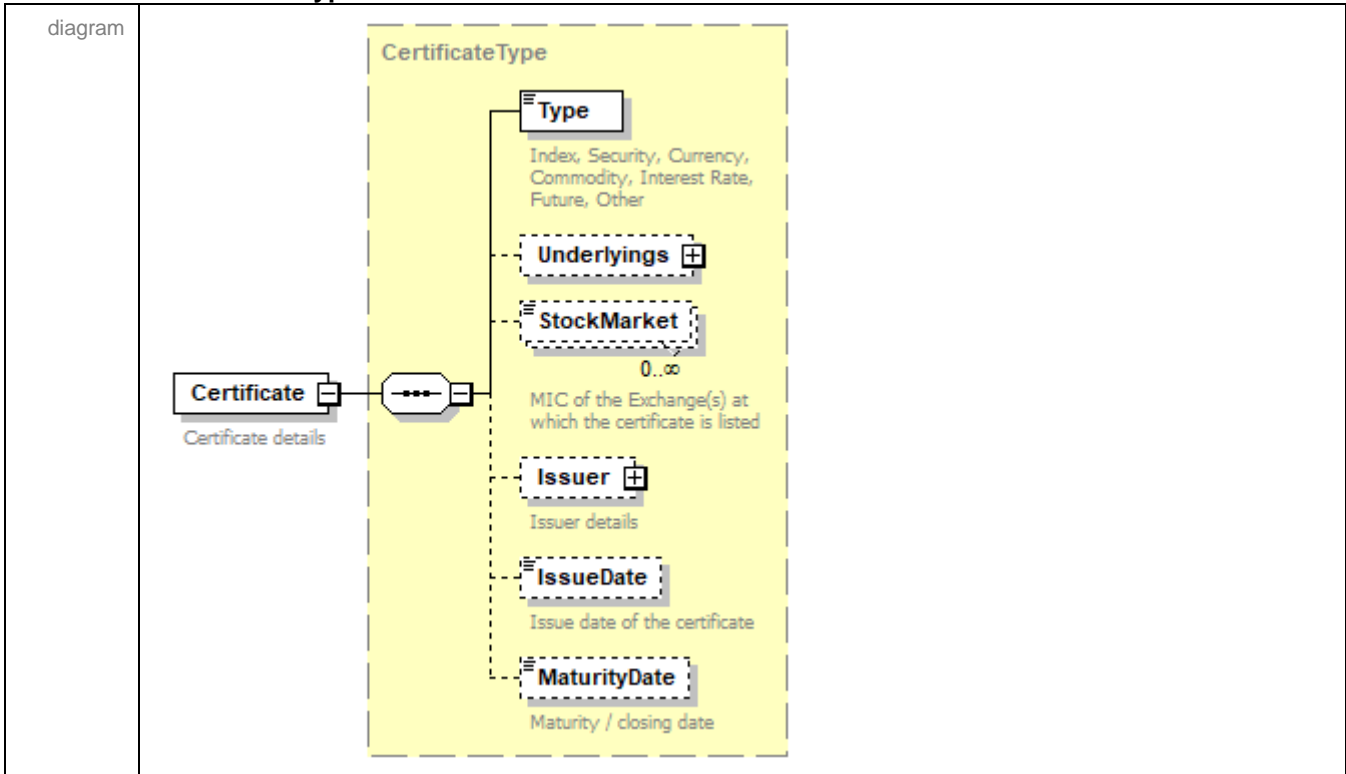 diagram
CertificateType
Type
Index, Security, Currency,
Commodity, Interest Rate,
Future, Other
Underlyings
StockMarket
0..∞
Certificate
Certificate details
MIC of the Exchange(s) at
which the certificate is listed
Issuer
Issuer details
IssueDate
Issue date of the certificate
MaturityDate
Maturity / closing date